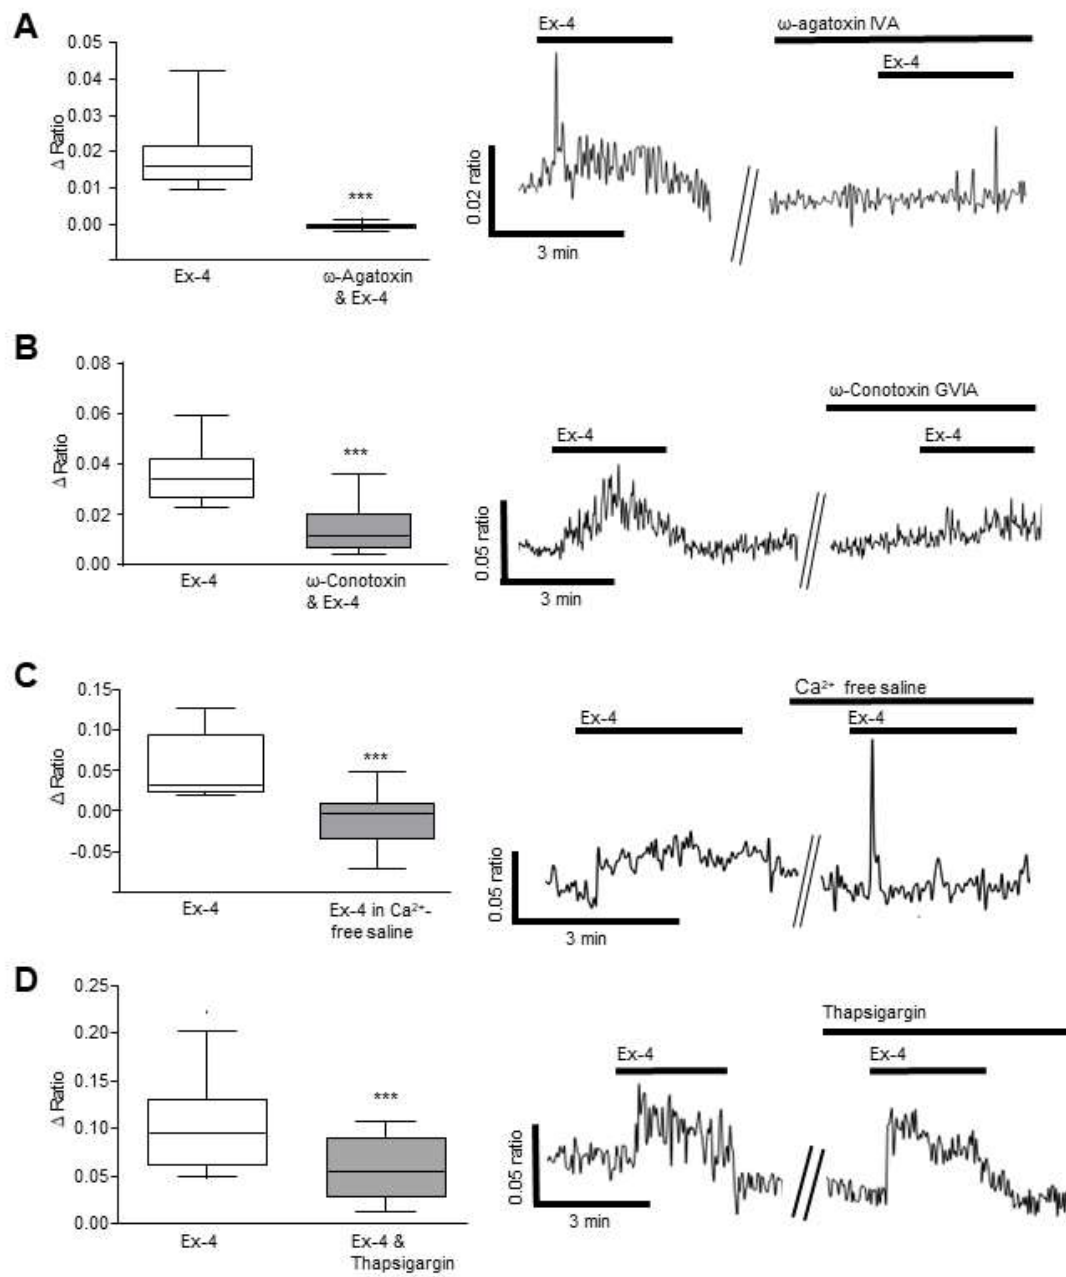 A
Δ Ratio
0.05
0.04
0.03
0.02
0.01
0.00
Ex-4
***
ω-Agatoxin
& Ex-4
Ex-4
ω-agatoxin IVA
Ex-4
0.02 ratio
3 min
B
Δ Ratio
0.08
0.06
0.04
0.02
0.00
Ex-4
***
ω-Conotoxin
& Ex-4
ω-Conotoxin GVIA
Ex-4
Ex-4
0.05 ratio
3 min
C
Δ Ratio
0.15
0.10
0.05
0.00
-0.05
Ex-4
***
Ex-4 in Ca²⁺-
free saline
Ca²⁺ free saline
Ex-4
Ex-4
0.05 ratio
3 min
D
Δ Ratio
0.25
0.20
0.15
0.10
0.05
0.00
Ex-4
***
Ex-4 &
Thapsigargin
Thapsigargin
Ex-4
Ex-4
0.05 ratio
3 min